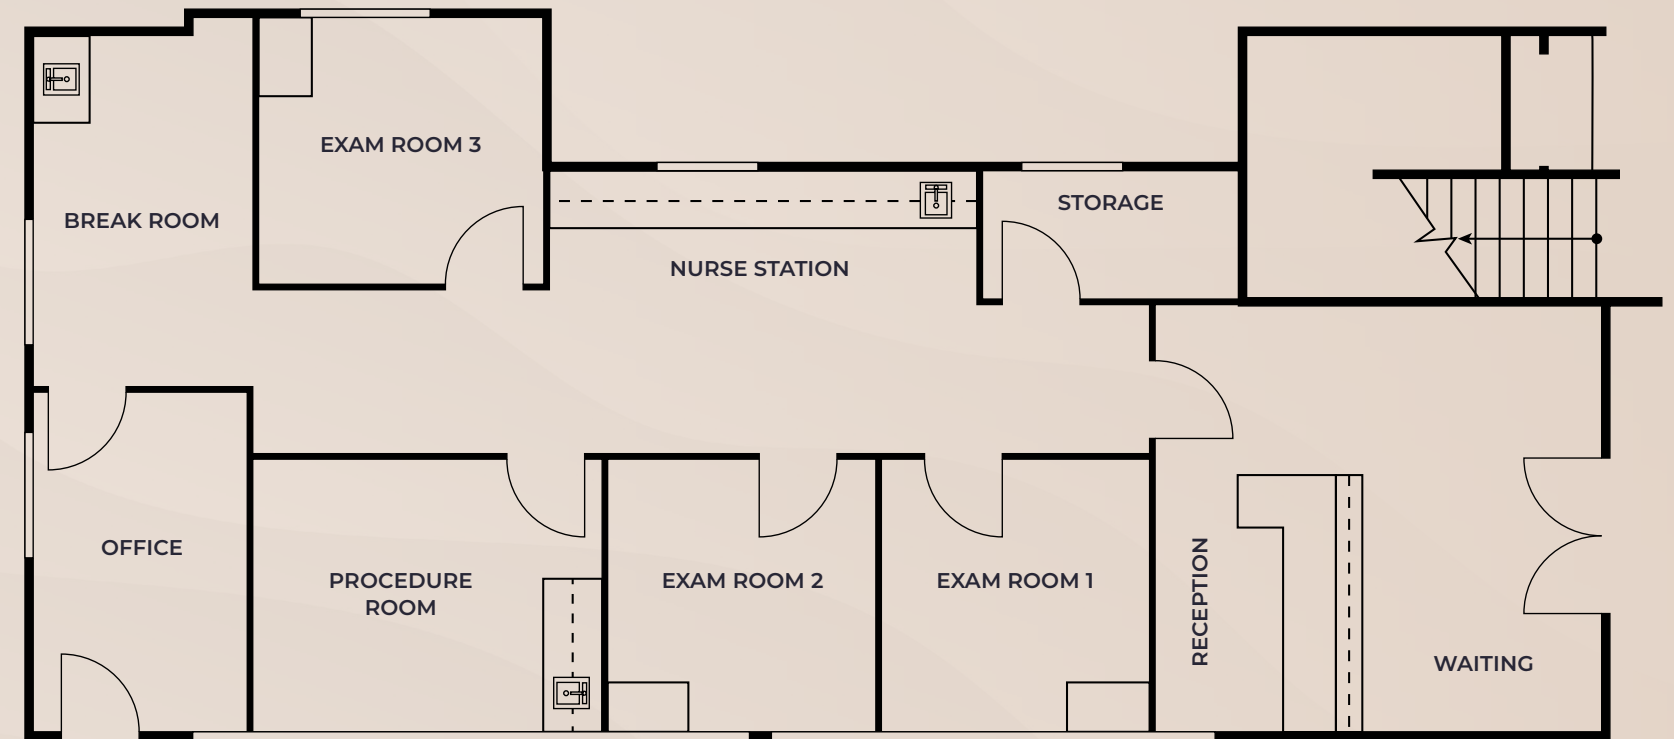 EXAM ROOM 3
BREAK ROOM
STORAGE
NURSE STATION
OFFICE
PROCEDURE
ROOM
EXAM ROOM 2
EXAM ROOM 1
RECEPTION
WAITING